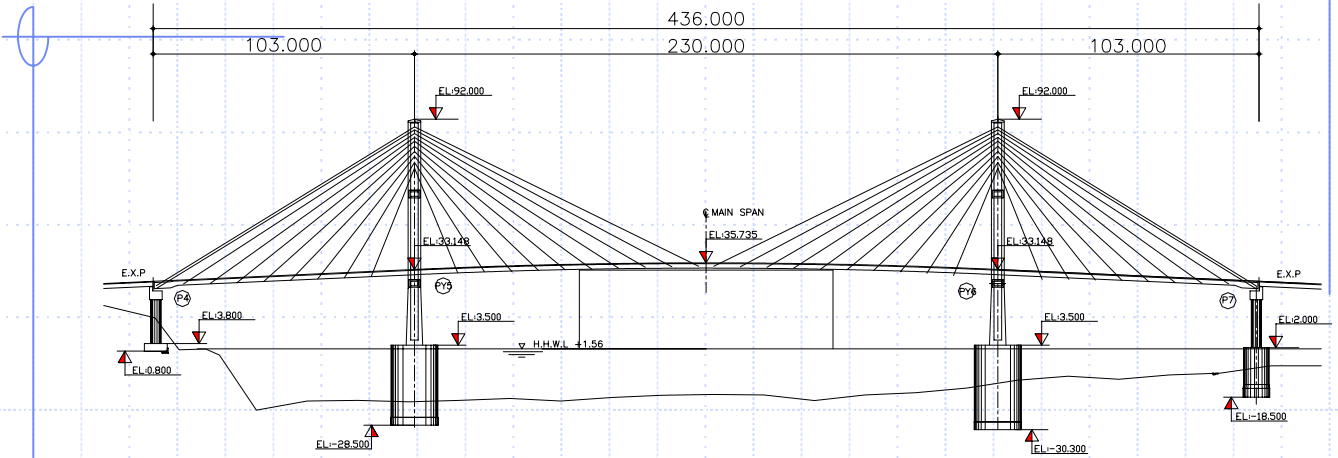 436.000
103.000
230.000
103.000
EL:92.000
EL:92.000
℄ MAIN SPAN
EL:35.735
EL:33.148
EL:33.148
E.X.P
E.X.P
P4
PY5
PY6
P7
EL:3.800
EL:3.500
EL:3.500
EL:2.000
H.H.W.L +1.56
EL:0.800
EL:-18.500
EL:-28.500
EL:-30.300